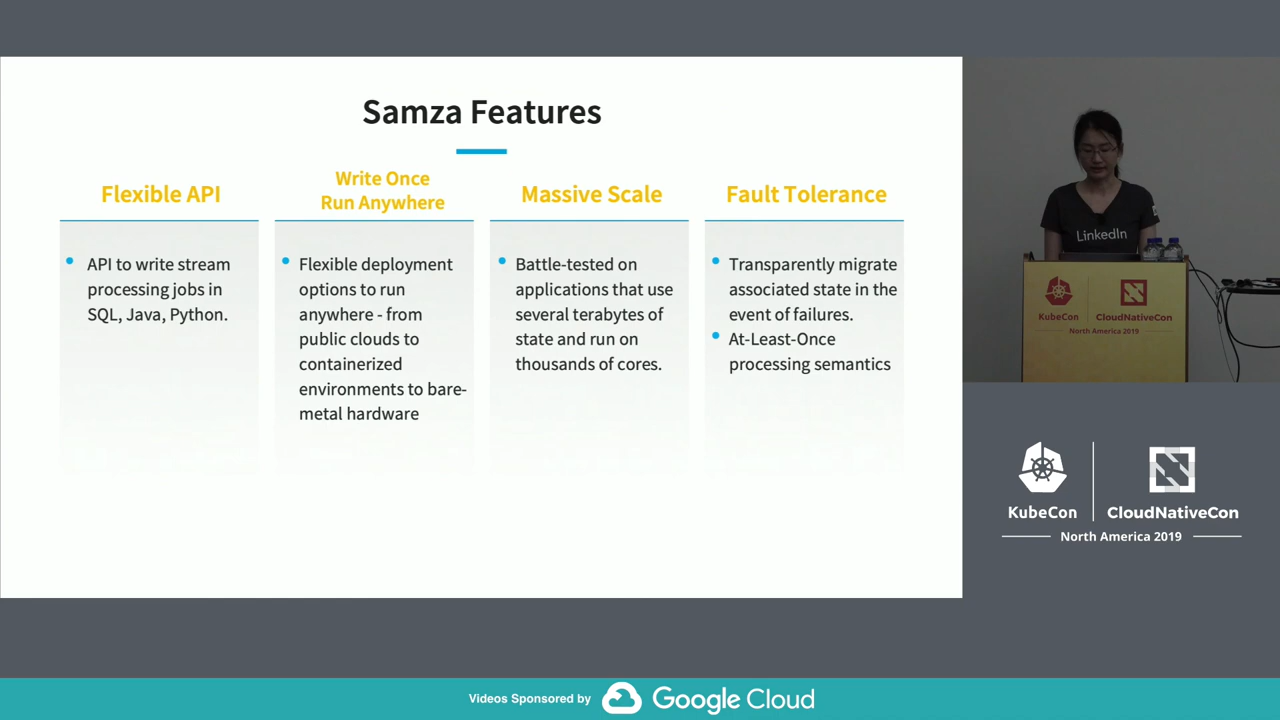 Samza Features
Flexible API
API to write stream
processing jobs in
SQL, Java, Python.
Write Once
Run Anywhere
Flexible deployment
options to run
anywhere - from
public clouds to
containerized
environments to bare-
metal hardware
Massive Scale
Battle-tested on
applications that use
several terabytes of
state and run on
thousands of cores.
Fault Tolerance
Transparently migrate
associated state in the
event of failures.
At-Least-Once
processing semantics
LinkedIn
KubeCon
CloudNativeCon
North America 2019
KubeCon
CloudNativeCon
North America 2019
Videos Sponsored by
Google Cloud